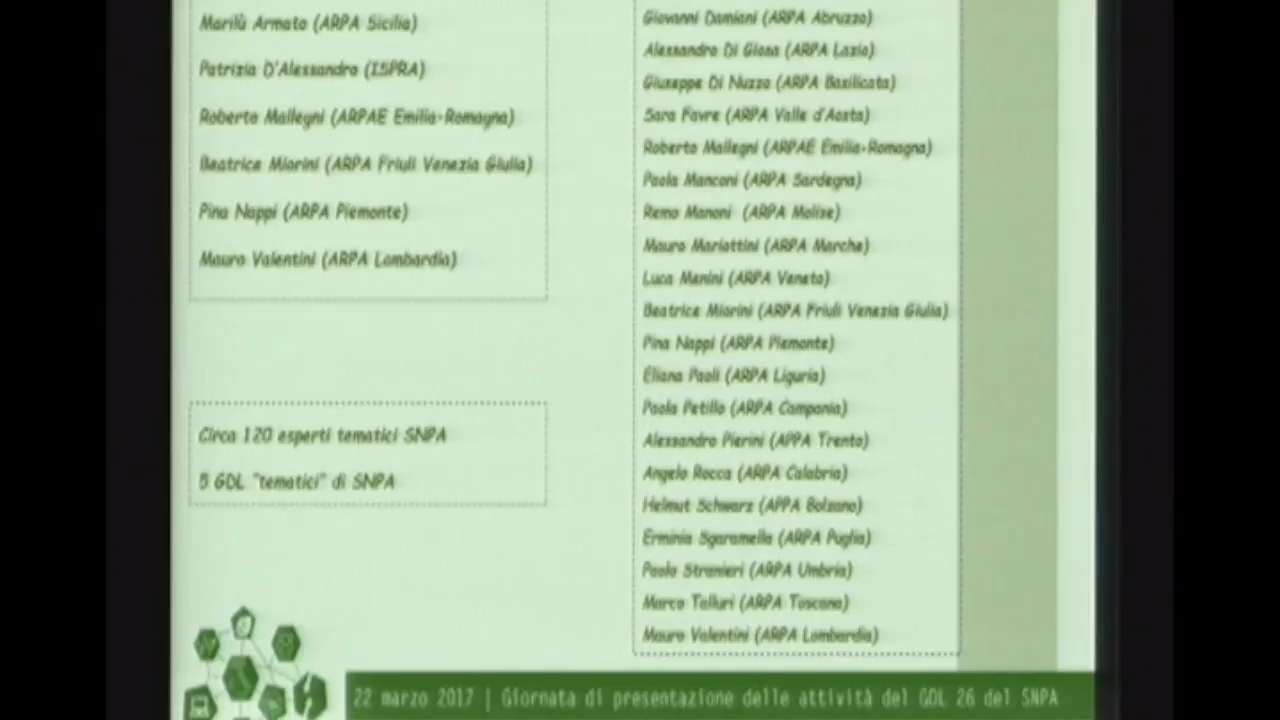 Marilù Armato (ARPA Sicilia)
Patrizia D'Alessandro (ISPRA)
Roberto Mallegni (ARPAE Emilia-Romagna)
Beatrice Miorini (ARPA Friuli Venezia Giulia)
Pina Nappi (ARPA Piemonte)
Mauro Valentini (ARPA Lombardia)
Circa 120 esperti tematici SNPA
5 GDL "tematici" di SNPA
Giovanni Damiani (ARPA Abruzzo)
Alessandro Di Giosa (ARPA Lazio)
Giuseppe Di Nuzzo (ARPA Basilicata)
Sara Favre (ARPA Valle d'Aosta)
Roberto Mallegni (ARPAE Emilia-Romagna)
Paola Manconi (ARPA Sardegna)
Remo Manoni (ARPA Molise)
Mauro Mariottini (ARPA Marche)
Luca Menini (ARPA Veneto)
Beatrice Miorini (ARPA Friuli Venezia Giulia)
Pina Nappi (ARPA Piemonte)
Eliana Paoli (ARPA Liguria)
Paola Petillo (ARPA Campania)
Alessandro Pierini (APPA Trento)
Angelo Rocca (ARPA Calabria)
Helmut Schwarz (APPA Bolzano)
Erminia Sgaramella (ARPA Puglia)
Paolo Stranieri (ARPA Umbria)
Marco Talluri (ARPA Toscana)
Mauro Valentini (ARPA Lombardia)
22 marzo 2017 | Giornata di presentazione delle attività del GDL 26 del SNPA